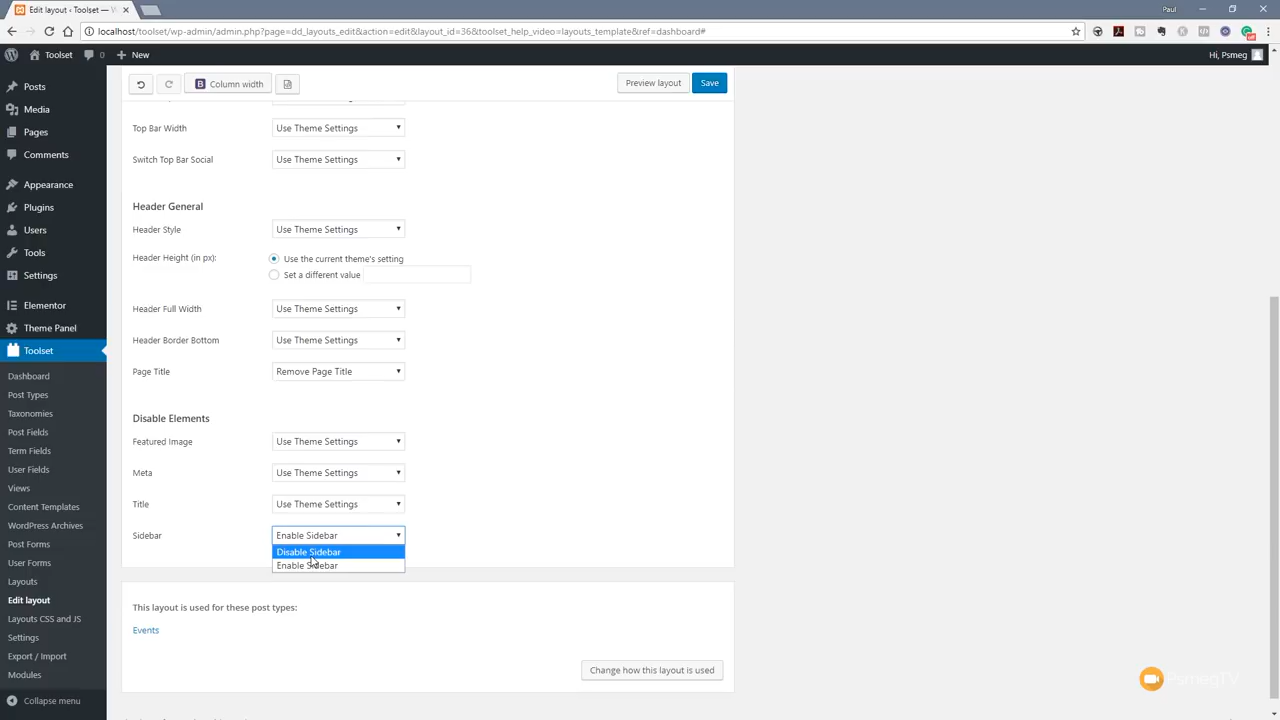 Edit layout ‹ Toolset — W
Paul
localhost/toolset/wp-admin/admin.php?page=dd_layouts_edit&action=edit&layout_id=36&toolset_help_video=layouts_template&ref=dashboard#
Toolset 0 New
Hi, Psmeg
Column width
Preview layout
Save
Posts
Media
Pages
Comments
Appearance
Plugins
Users
Tools
Settings
Elementor
Theme Panel
Toolset
Dashboard
Post Types
Taxonomies
Post Fields
Term Fields
User Fields
Views
Content Templates
WordPress Archives
Post Forms
User Forms
Layouts
Edit layout
Layouts CSS and JS
Settings
Export / Import
Modules
Collapse menu
Top Bar Width Use Theme Settings
Switch Top Bar Social Use Theme Settings
Header General
Header Style Use Theme Settings
Header Height (in px): Use the current theme's setting
Set a different value
Header Full Width Use Theme Settings
Header Border Bottom Use Theme Settings
Page Title Remove Page Title
Disable Elements
Featured Image Use Theme Settings
Meta Use Theme Settings
Title Use Theme Settings
Sidebar Enable Sidebar
Disable Sidebar
Enable Sidebar
This layout is used for these post types:
Events
Change how this layout is used
PsmegTV